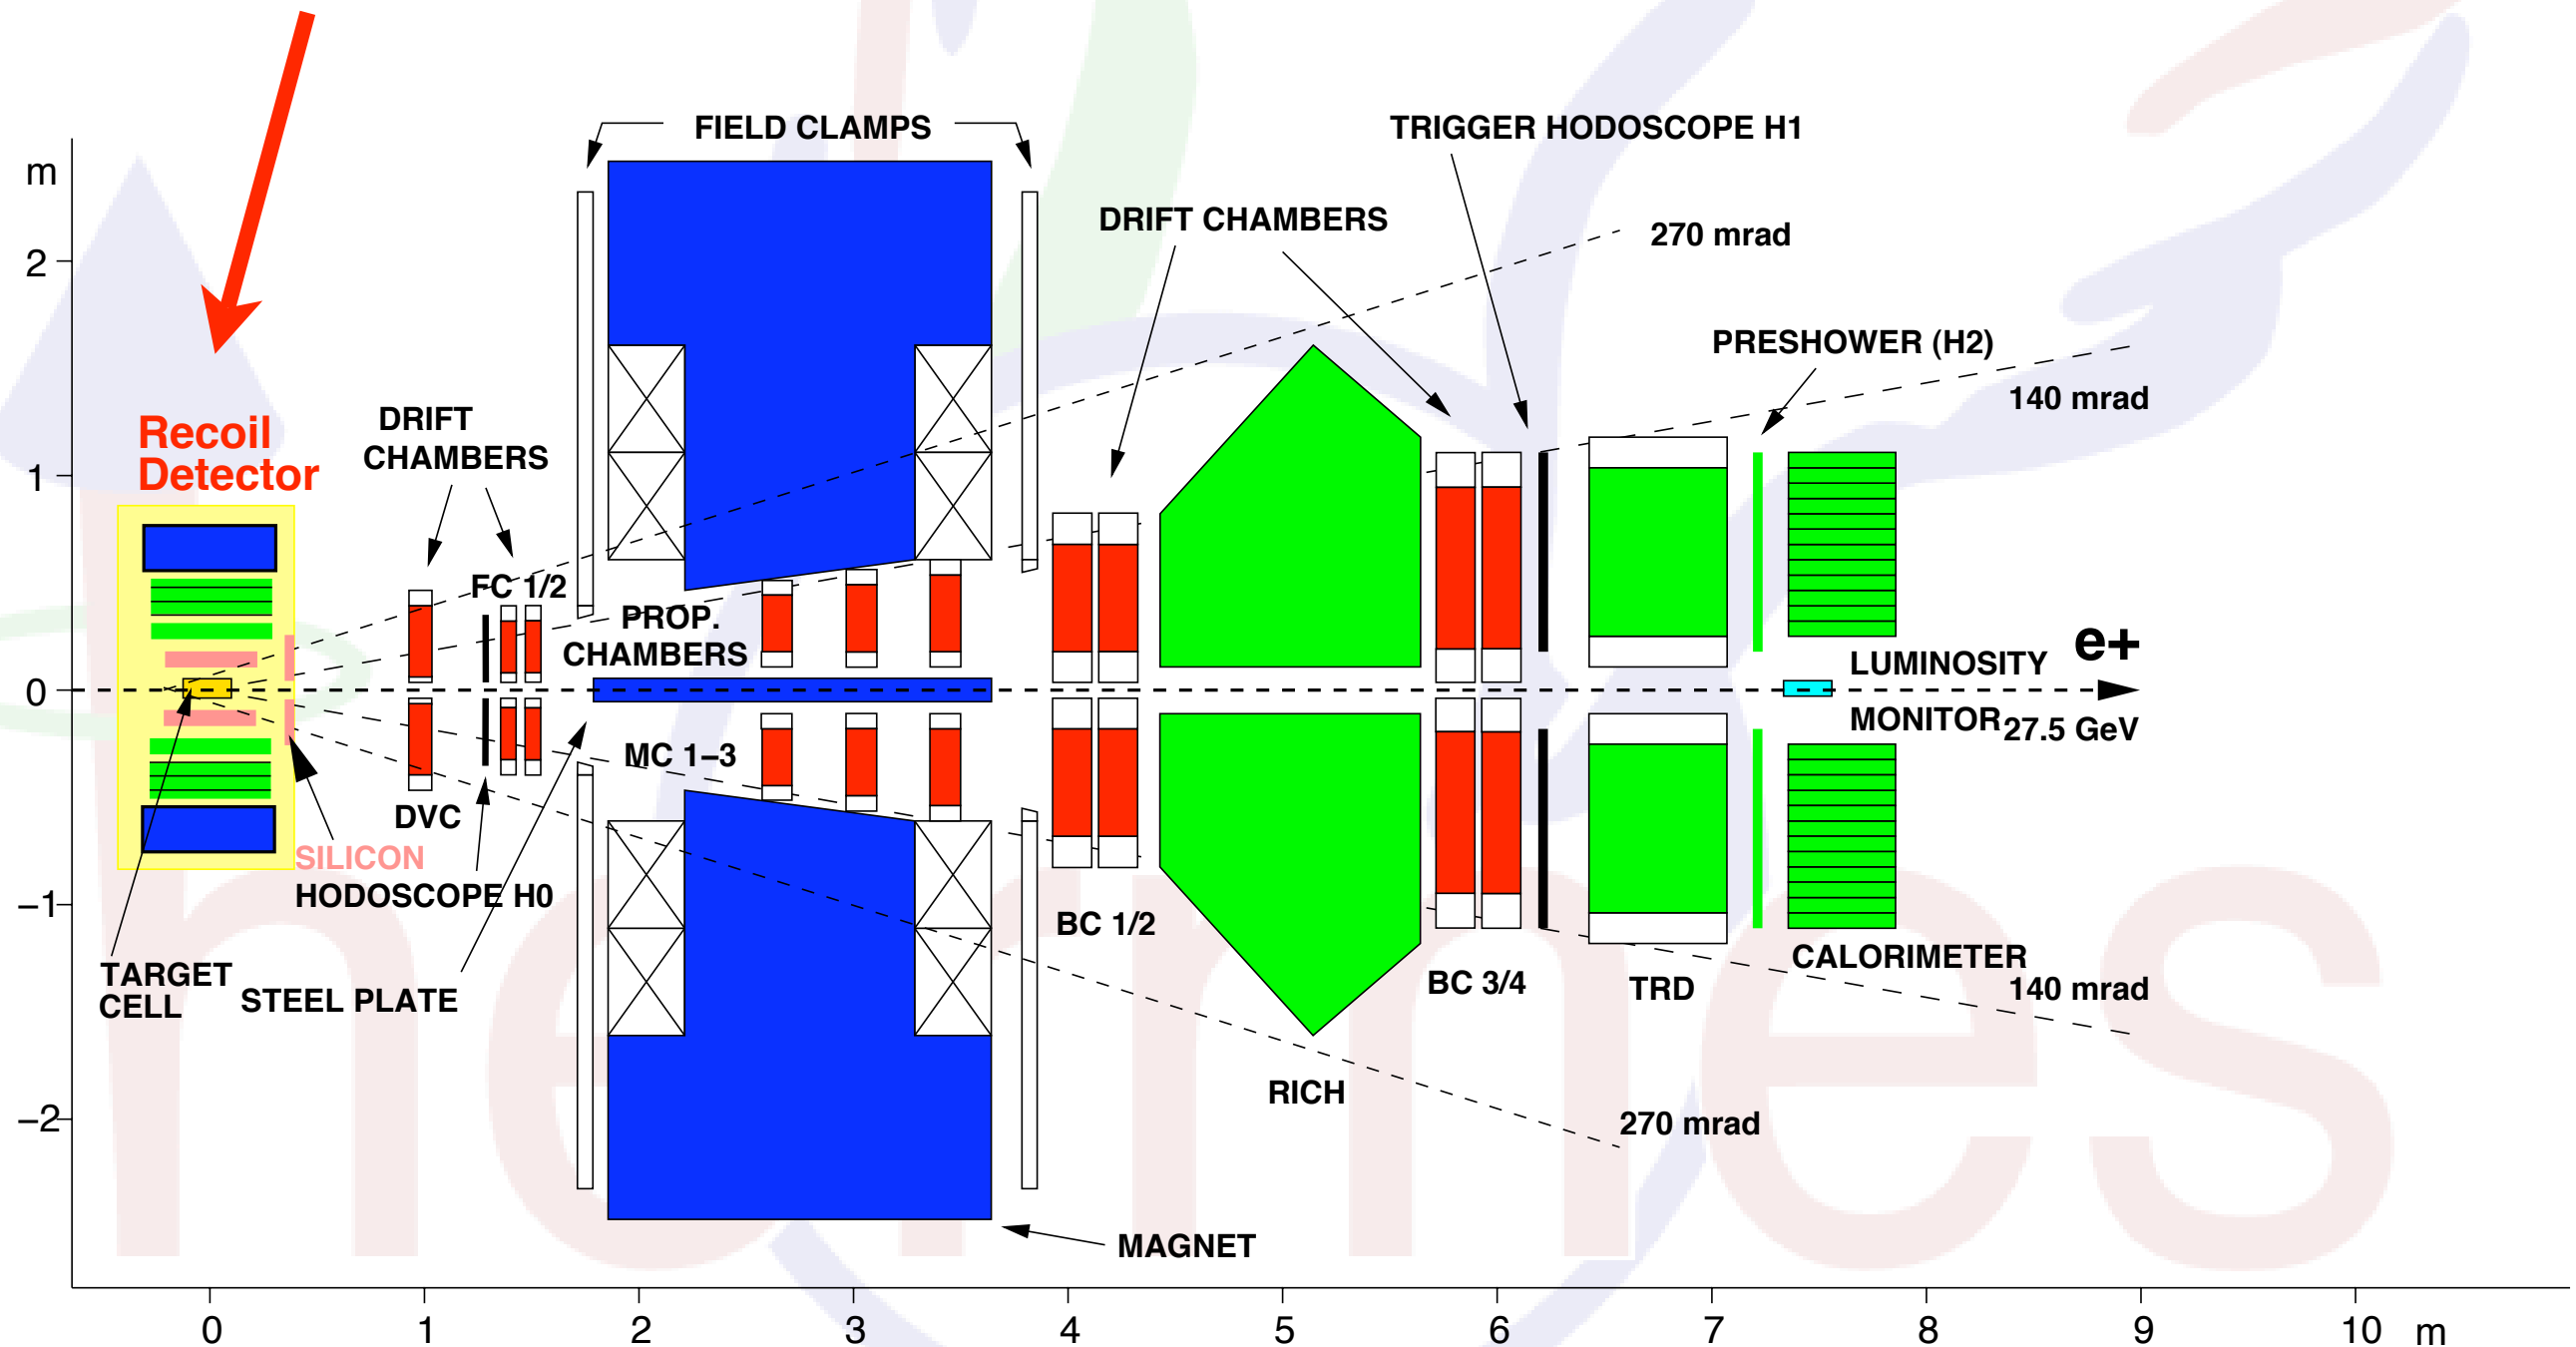 FIELD CLAMPS
TRIGGER HODOSCOPE H1
m
DRIFT CHAMBERS
270 mrad
2
PRESHOWER (H2)
140 mrad
DRIFT
CHAMBERS
Recoil
Detector
1
FC 1/2
PROP.
CHAMBERS
e+
LUMINOSITY
0
MONITOR
27.5 GeV
MC 1–3
DVC
SILICON
HODOSCOPE H0
−1
BC 1/2
CALORIMETER
TARGET
CELL
STEEL PLATE
BC 3/4
TRD
140 mrad
RICH
−2
270 mrad
MAGNET
hermes
0 1 2 3 4 5 6 7 8 9 10 m